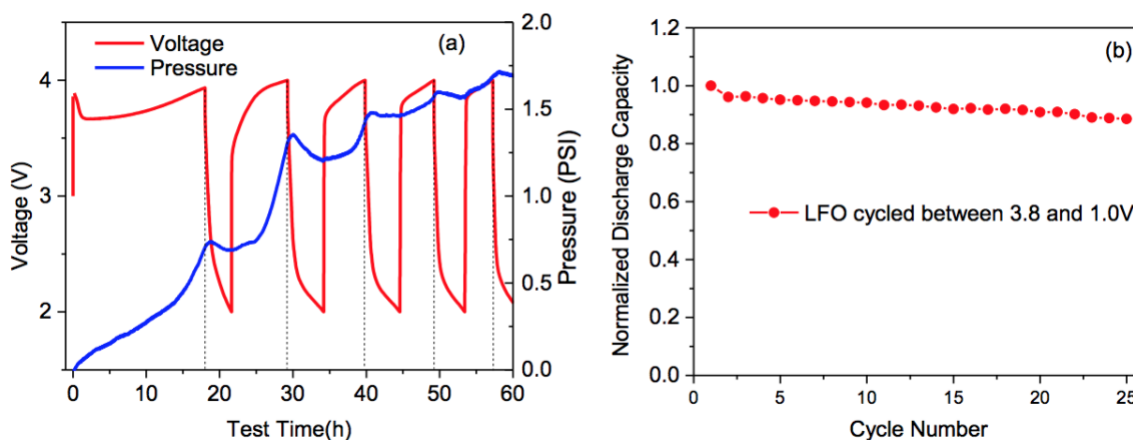 (a)
Voltage
Pressure
Voltage (V)
4
3
2
2.0
1.5
1.0
0.5
0.0
Pressure (PSI)
0 10 20 30 40 50 60
Test Time(h)
(b)
Normalized Discharge Capacity
1.2
1.0
0.8
0.6
0.4
0.2
0.0
LFO cycled between 3.8 and 1.0V
0 5 10 15 20 25
Cycle Number